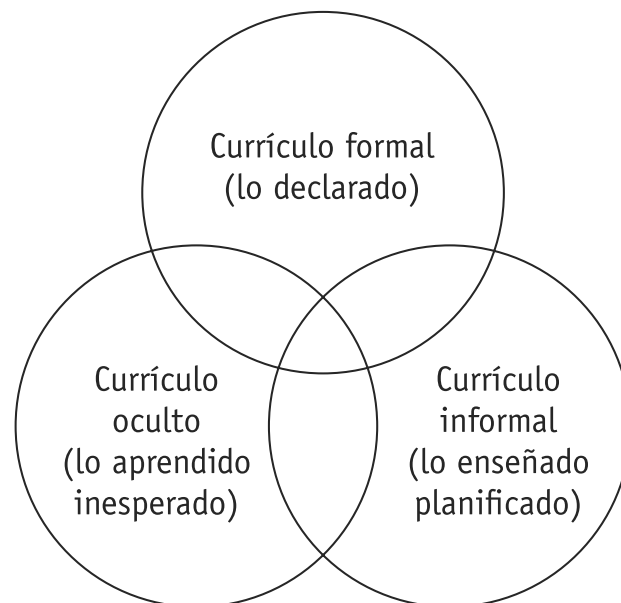 Currículo formal
(lo declarado)
Currículo
oculto
(lo aprendido
inesperado)
Currículo
informal
(lo enseñado
planificado)